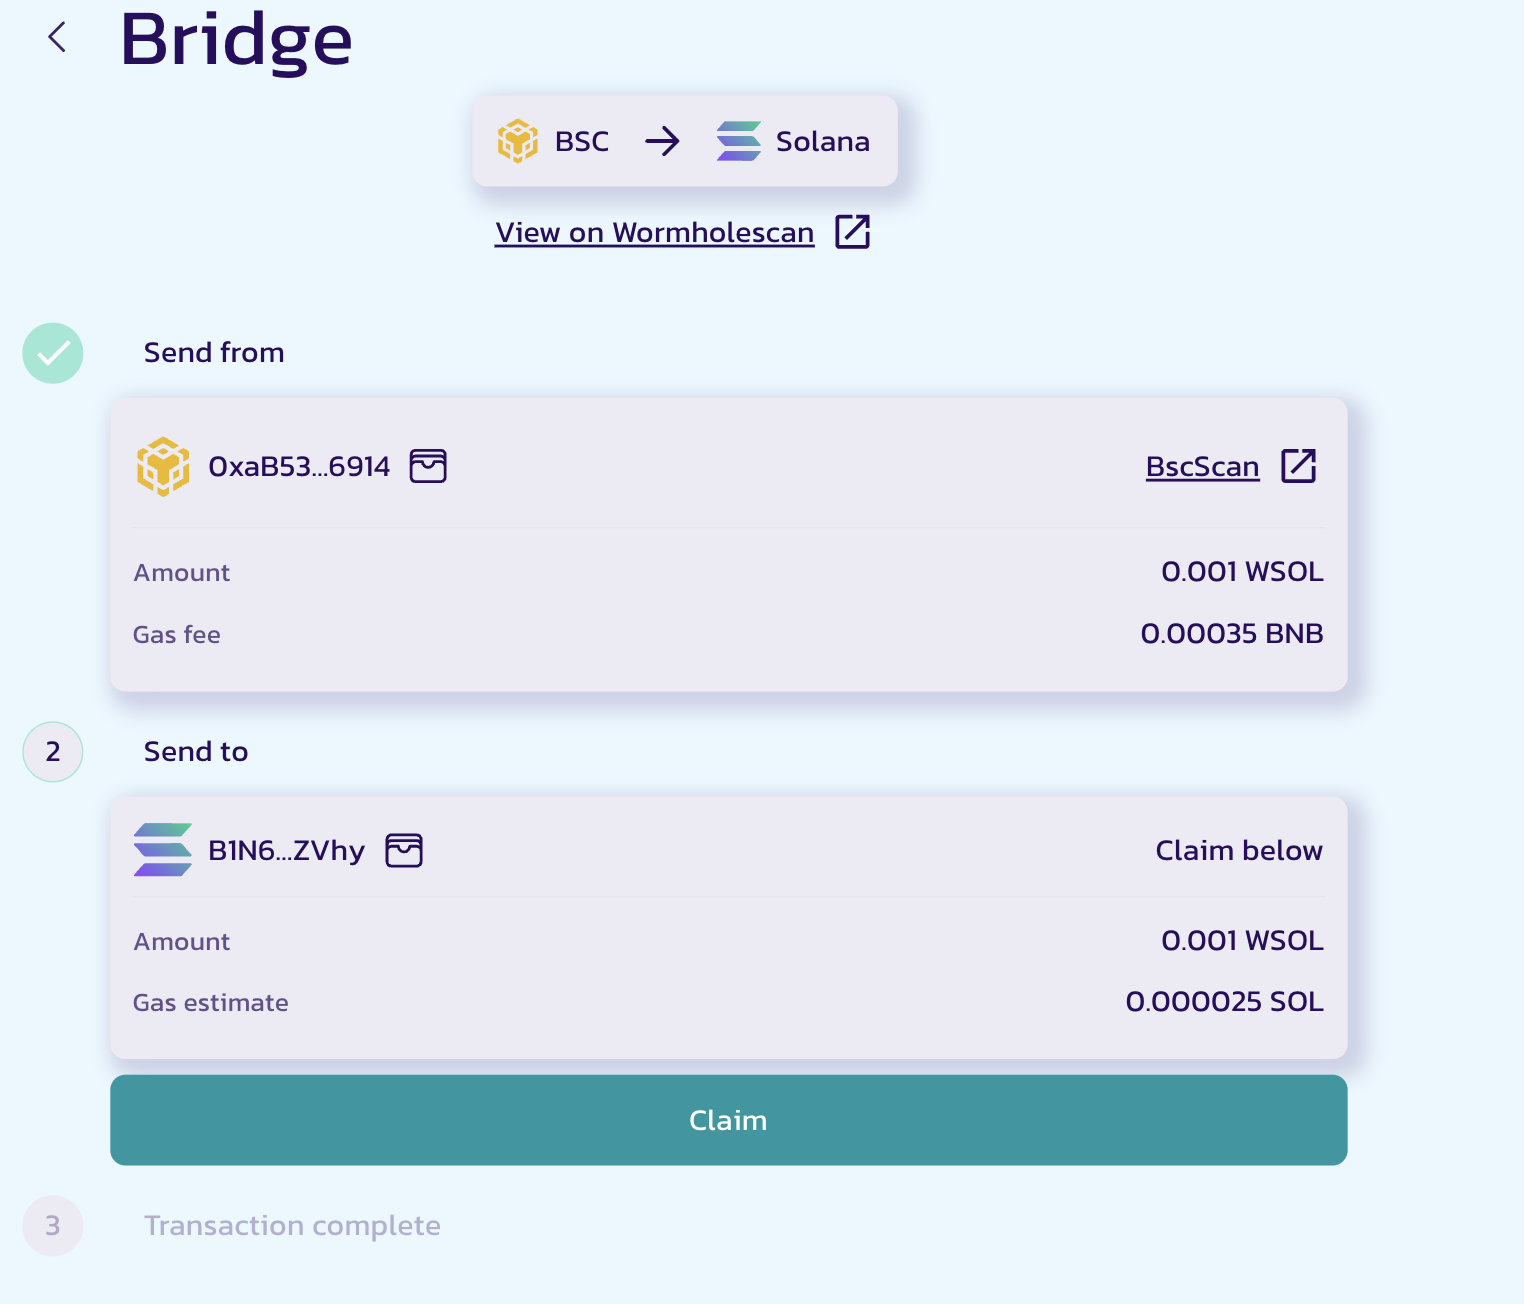 Bridge
BSC → Solana
View on Wormholescan
Send from
0xaB53...6914 BscScan
Amount 0.001 WSOL
Gas fee 0.00035 BNB
2 Send to
B1N6...ZVhy Claim below
Amount 0.001 WSOL
Gas estimate 0.000025 SOL
Claim
3 Transaction complete